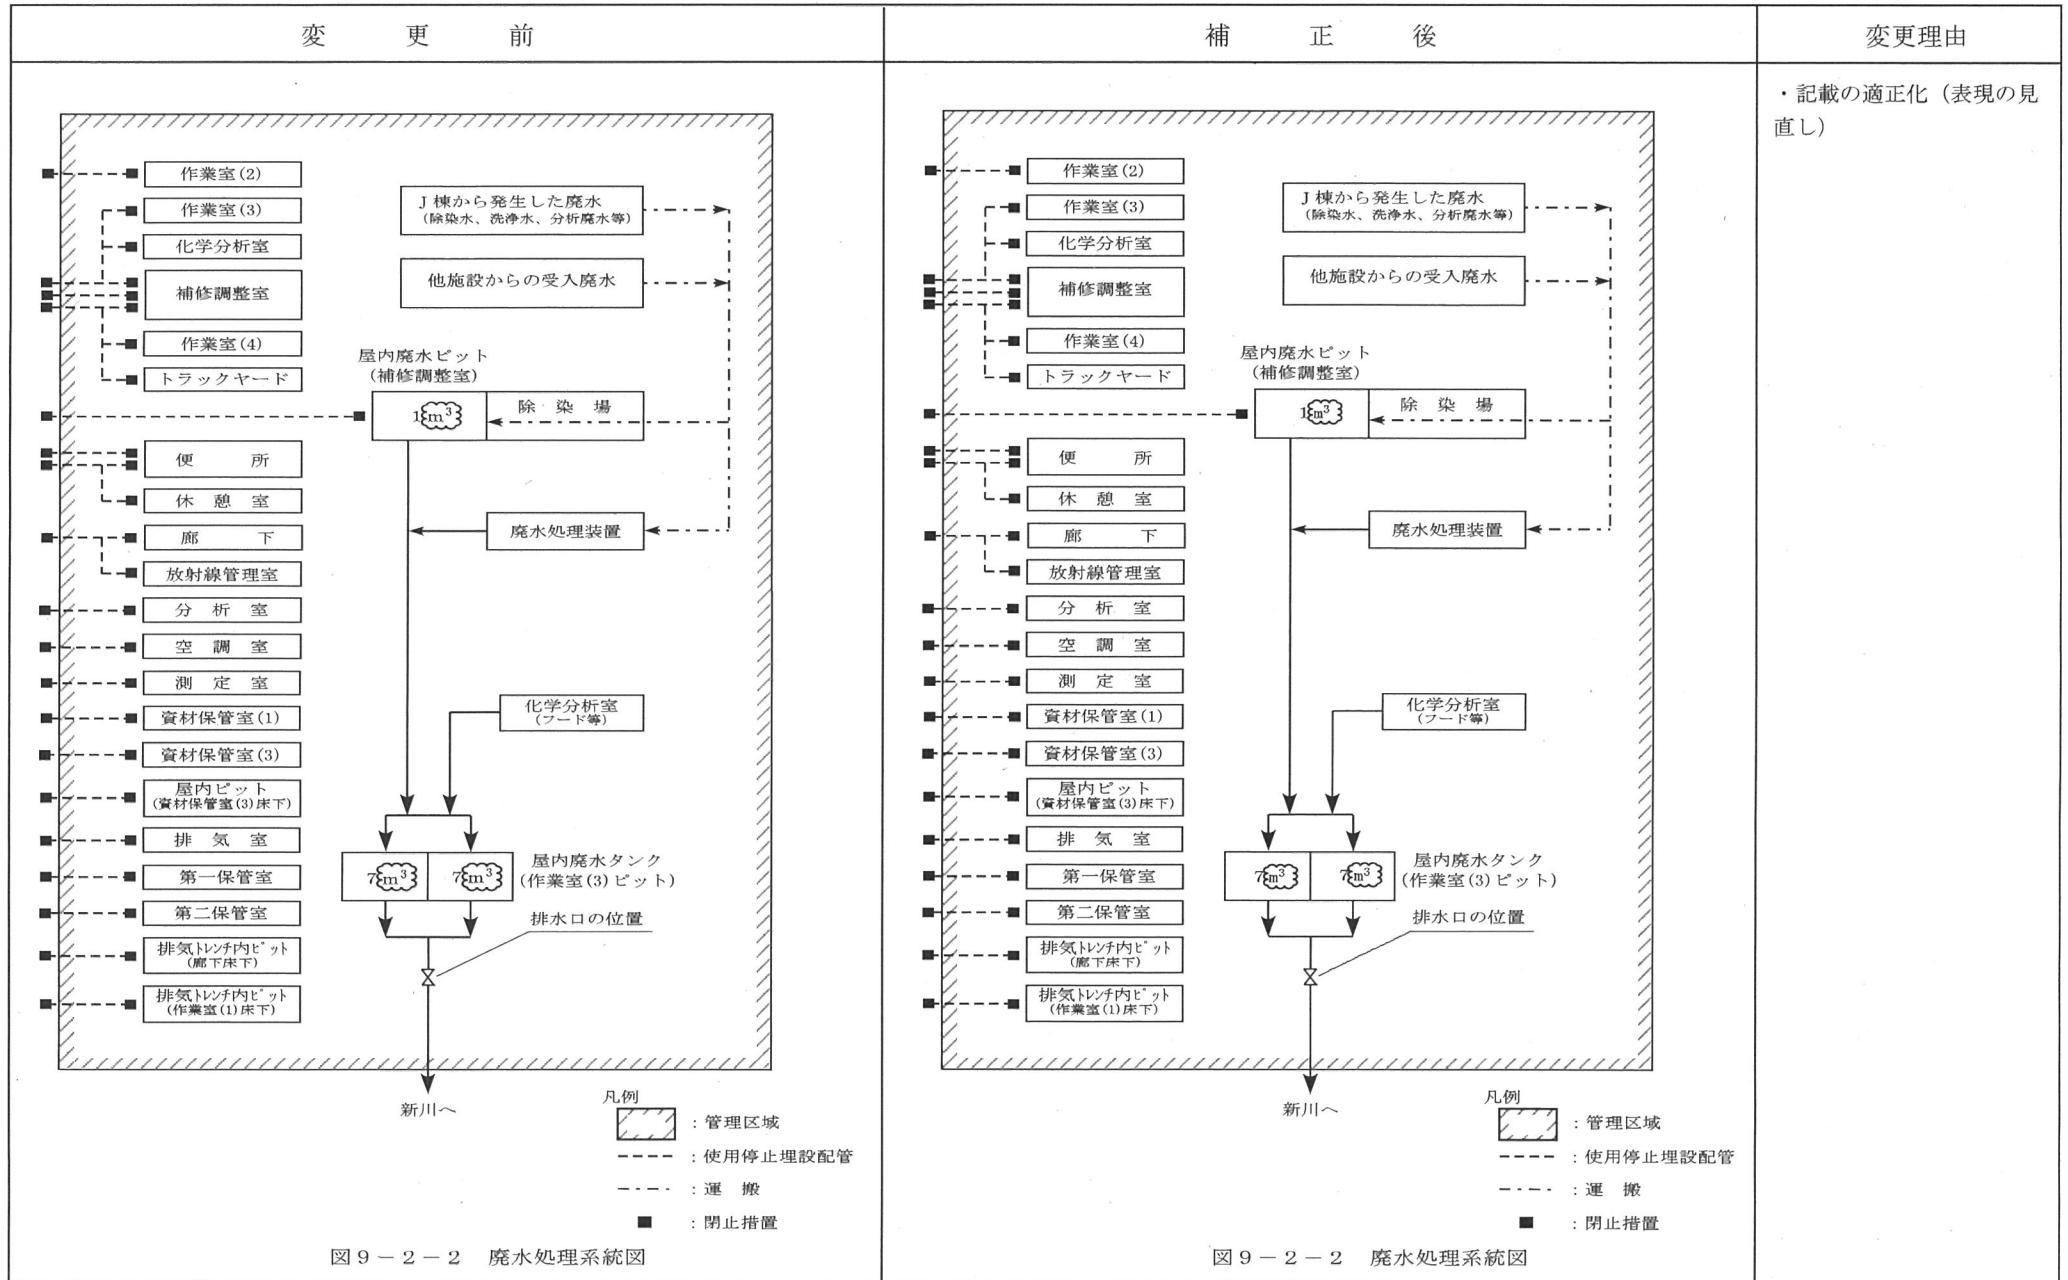 変更前
補正後
変更理由
作業室(2)
作業室(3)
化学分析室
補修調整室
作業室(4)
トラックヤード
J棟から発生した廃水
(除染水、洗浄水、分析廃水等)
他施設からの受入廃水
屋内廃水ピット
(補修調整室)
1m³
除染場
便所
休憩室
廊下
放射線管理室
廃水処理装置
分析室
空調室
測定室
資材保管室(1)
資材保管室(3)
化学分析室
(フード等)
屋内ピット
(資材保管室(3)床下)
排気室
第一保管室
第二保管室
排気トレンチ内ピット
(廊下床下)
排気トレンチ内ピット
(作業室(1)床下)
7m³
7m³
屋内廃水タンク
(作業室(3)ピット)
排水口の位置
新川へ
凡例
：管理区域
：使用停止埋設配管
：運搬
：閉止措置
図9－2－2 廃水処理系統図
作業室(2)
作業室(3)
化学分析室
補修調整室
作業室(4)
トラックヤード
J棟から発生した廃水
(除染水、洗浄水、分析廃水等)
他施設からの受入廃水
屋内廃水ピット
(補修調整室)
1m³
除染場
便所
休憩室
廊下
放射線管理室
廃水処理装置
分析室
空調室
測定室
資材保管室(1)
資材保管室(3)
化学分析室
(フード等)
屋内ピット
(資材保管室(3)床下)
排気室
第一保管室
第二保管室
排気トレンチ内ピット
(廊下床下)
排気トレンチ内ピット
(作業室(1)床下)
7m³
7m³
屋内廃水タンク
(作業室(3)ピット)
排水口の位置
新川へ
凡例
：管理区域
：使用停止埋設配管
：運搬
：閉止措置
図9－2－2 廃水処理系統図
・記載の適正化（表現の見
直し）